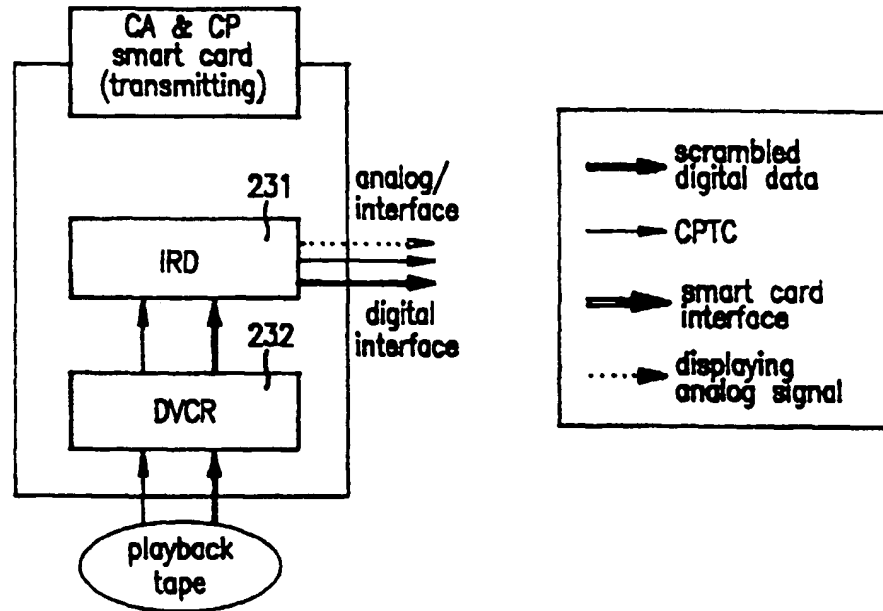 CA & CP
smart card
(transmitting)
231
analog/
interface
IRD
digital
interface
232
DVCR
playback
tape
scrambled
digital data
CPTC
smart card
interface
displaying
analog signal